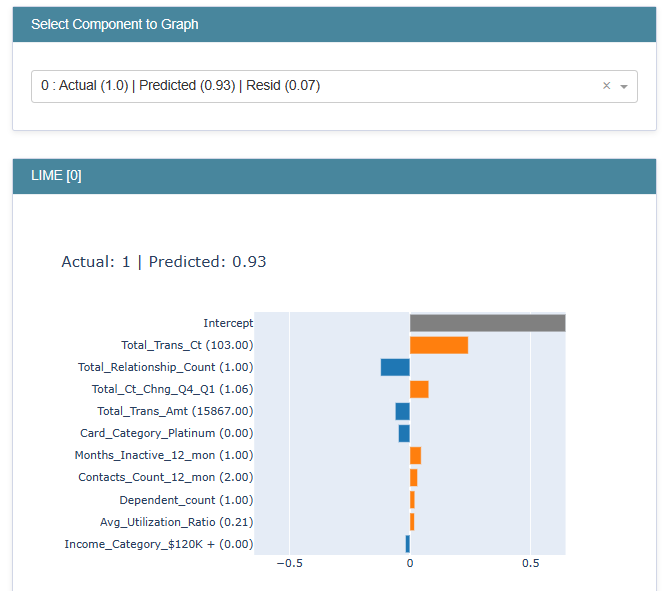 Select Component to Graph
0 : Actual (1.0) | Predicted (0.93) | Resid (0.07)
LIME [0]
Actual: 1 | Predicted: 0.93
Intercept
Total_Trans_Ct (103.00)
Total_Relationship_Count (1.00)
Total_Ct_Chng_Q4_Q1 (1.06)
Total_Trans_Amt (15867.00)
Card_Category_Platinum (0.00)
Months_Inactive_12_mon (1.00)
Contacts_Count_12_mon (2.00)
Dependent_count (1.00)
Avg_Utilization_Ratio (0.21)
Income_Category_$120K + (0.00)
−0.5 0 0.5